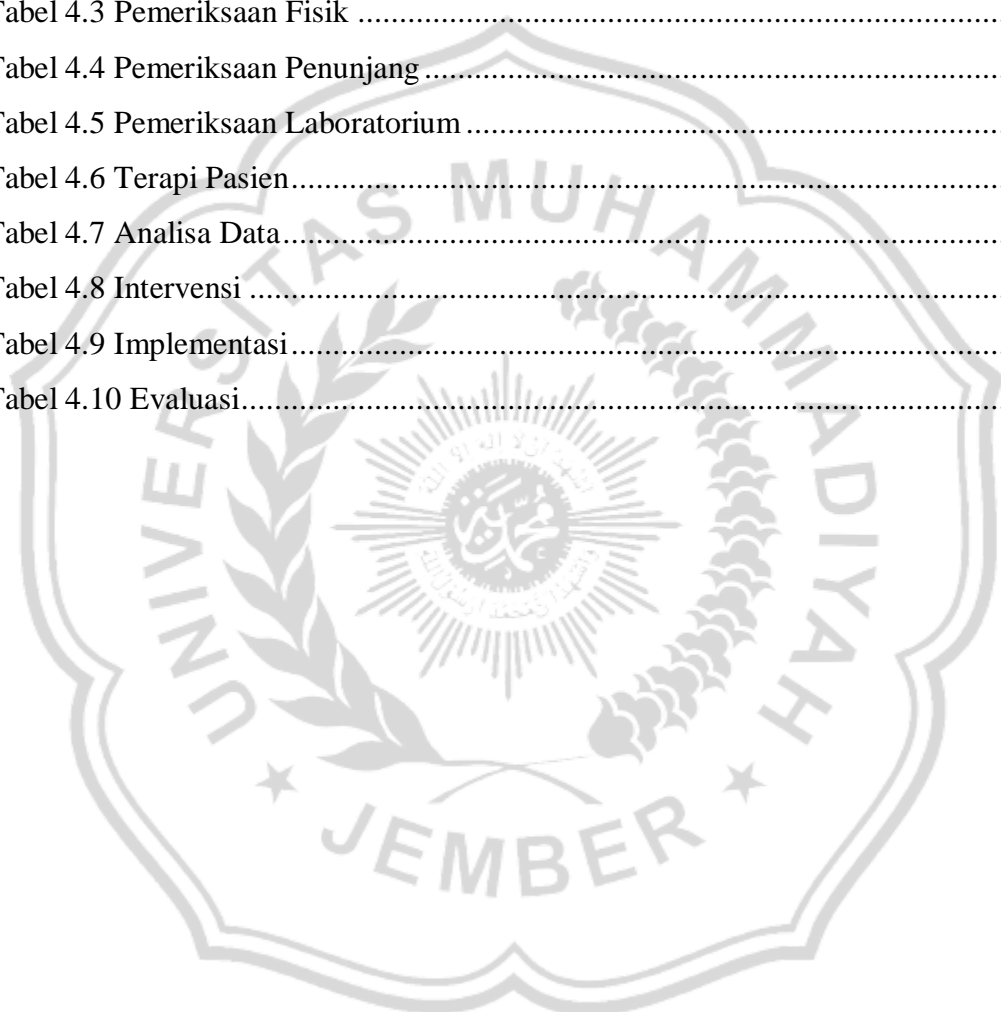 Tabel 4.3 Pemeriksaan Fisik ........................................................................
Tabel 4.4 Pemeriksaan Penunjang ........................................................................
Tabel 4.5 Pemeriksaan Laboratorium ........................................................................
Tabel 4.6 Terapi Pasien ........................................................................
Tabel 4.7 Analisa Data ........................................................................
Tabel 4.8 Intervensi ........................................................................
Tabel 4.9 Implementasi ........................................................................
Tabel 4.10 Evaluasi ........................................................................
UNIVERSITAS MUHAMMADIYAH
JEMBER